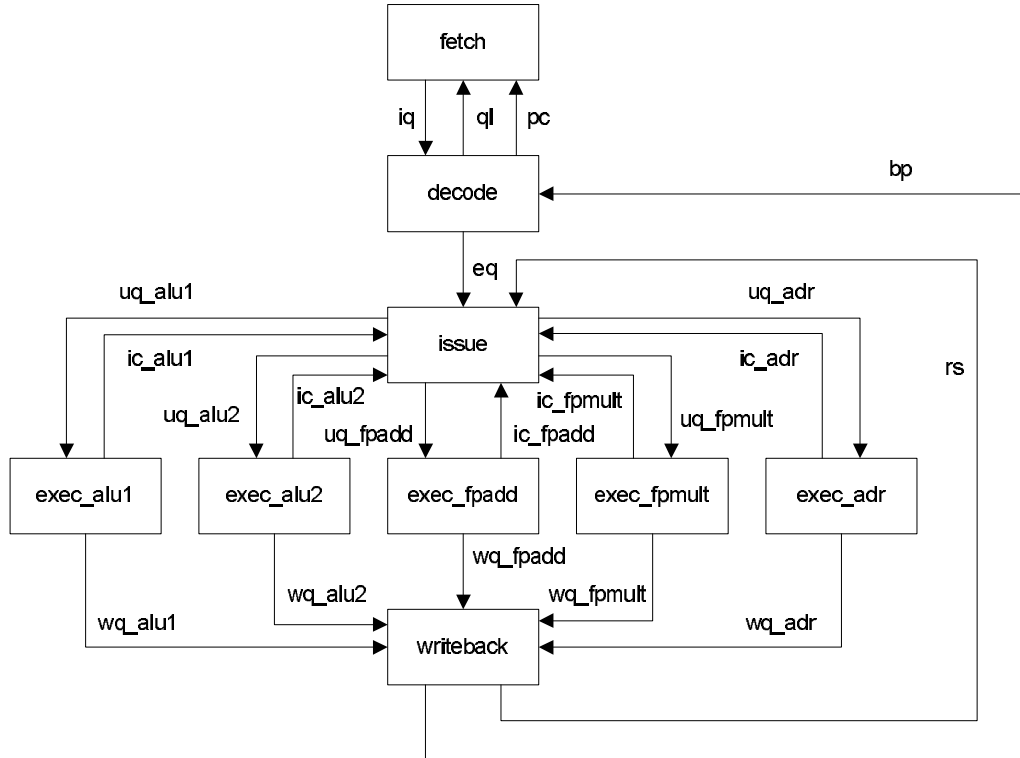 fetch
iq
ql
pc
bp
decode
eq
uq_alu1
uq_adr
issue
ic_alu1
ic_adr
rs
ic_alu2
ic_fpmult
uq_alu2
uq_fpadd
ic_fpadd
uq_fpmult
exec_alu1
exec_alu2
exec_fpadd
exec_fpmult
exec_adr
wq_fpadd
wq_alu2
wq_fpmult
wq_alu1
wq_adr
writeback